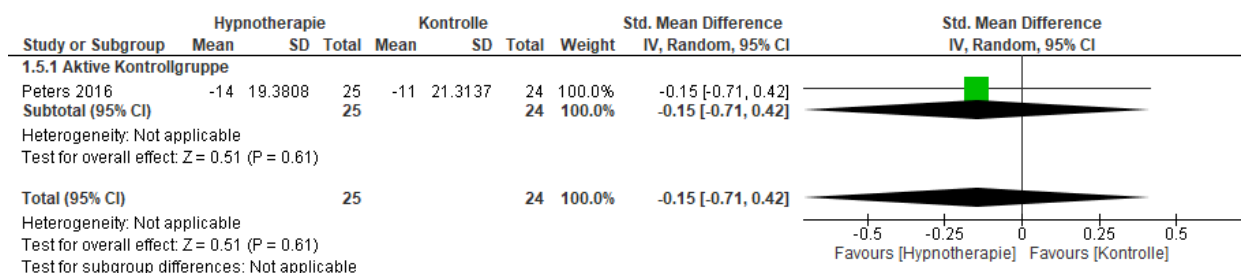 Hypnotherapie Kontrolle Std. Mean Difference Std. Mean Difference
Study or Subgroup Mean SD Total Mean SD Total Weight IV, Random, 95% CI IV, Random, 95% CI
1.5.1 Aktive Kontrollgruppe
Peters 2016 -14 19.3808 25 -11 21.3137 24 100.0% -0.15 [-0.71, 0.42]
Subtotal (95% CI) 25 24 100.0% -0.15 [-0.71, 0.42]
Heterogeneity: Not applicable
Test for overall effect: Z = 0.51 (P = 0.61)
Total (95% CI) 25 24 100.0% -0.15 [-0.71, 0.42]
Heterogeneity: Not applicable
Test for overall effect: Z = 0.51 (P = 0.61)
Test for subgroup differences: Not applicable
-0.5 -0.25 0 0.25 0.5
Favours [Hypnotherapie] Favours [Kontrolle]